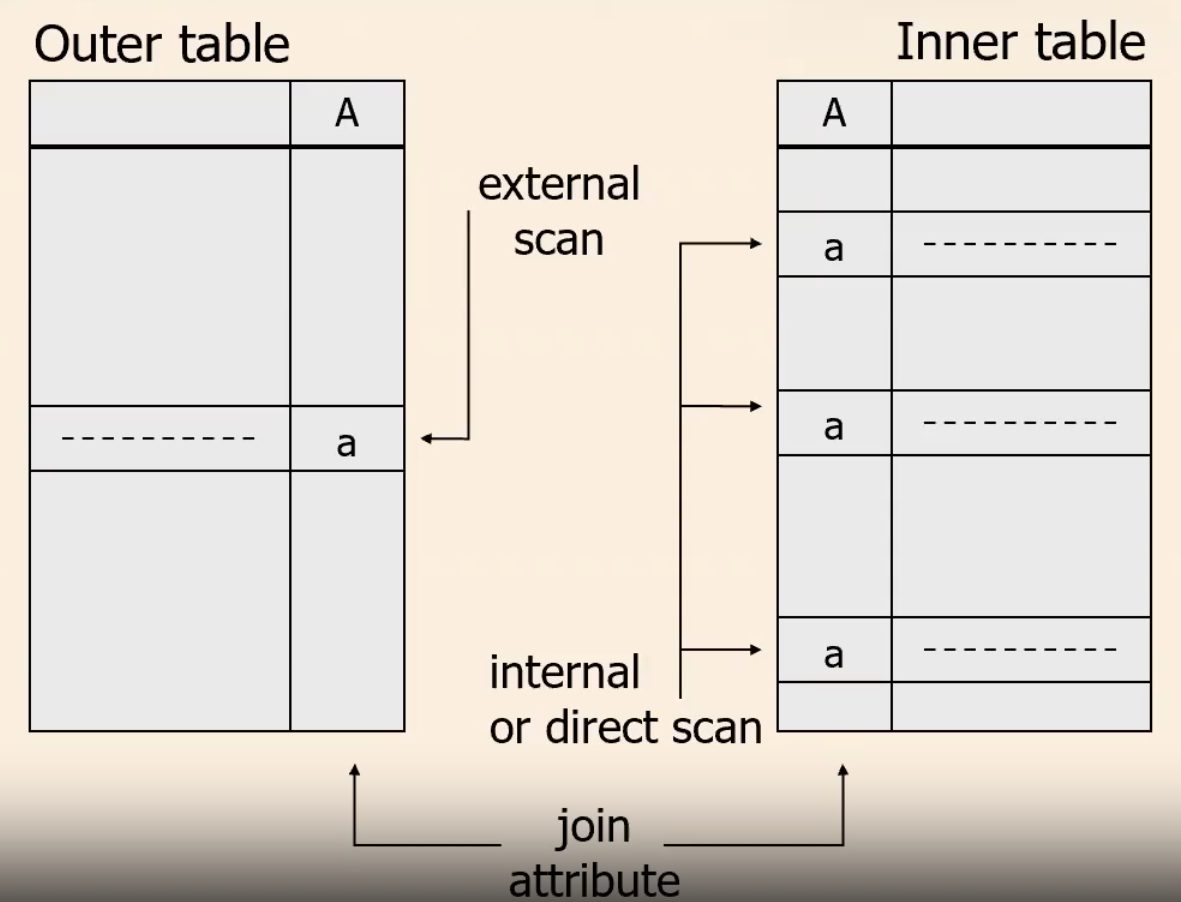 Outer table
Inner table
A
A
external
scan
a
----------
a
----------
----------
a
internal
or direct scan
a
----------
join
attribute